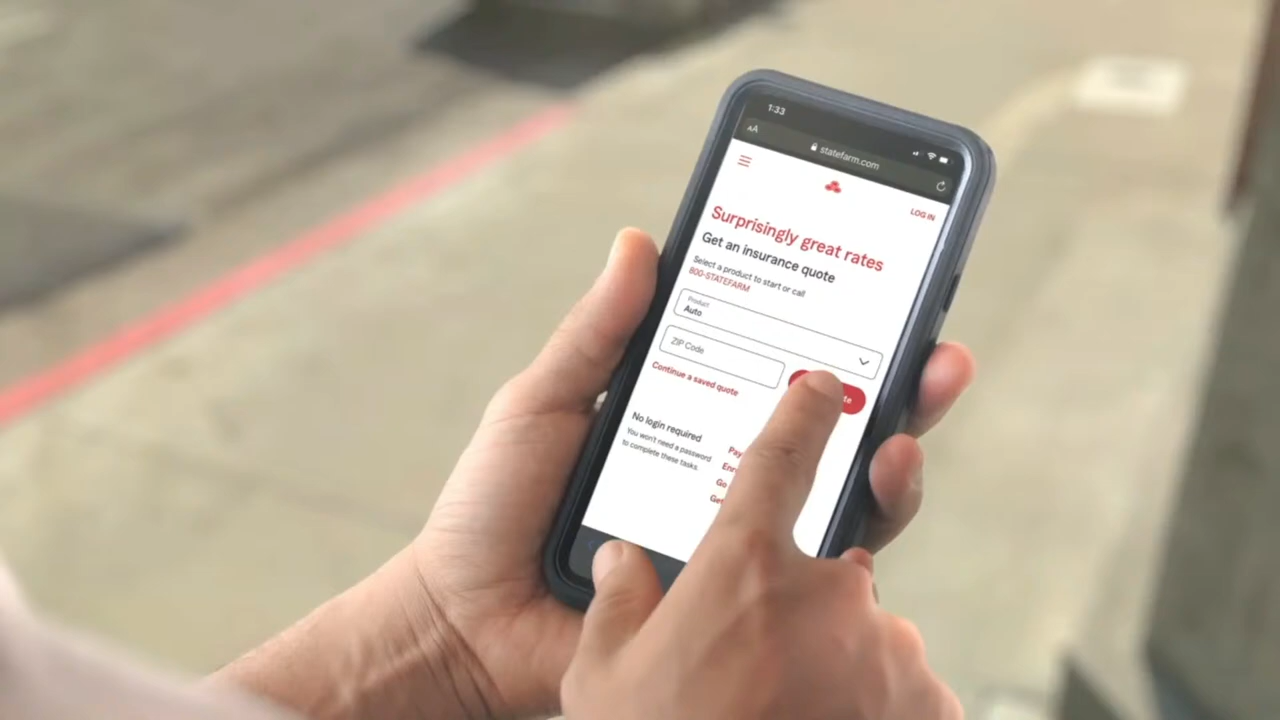 1:33
AA
statefarm.com
LOG IN
Surprisingly great rates
Get an insurance quote
Select a product to start or call
800-STATEFARM
Product
Auto
ZIP Code
Continue a saved quote
No login required
You won't need a password
to complete these tasks.
Pay
Go